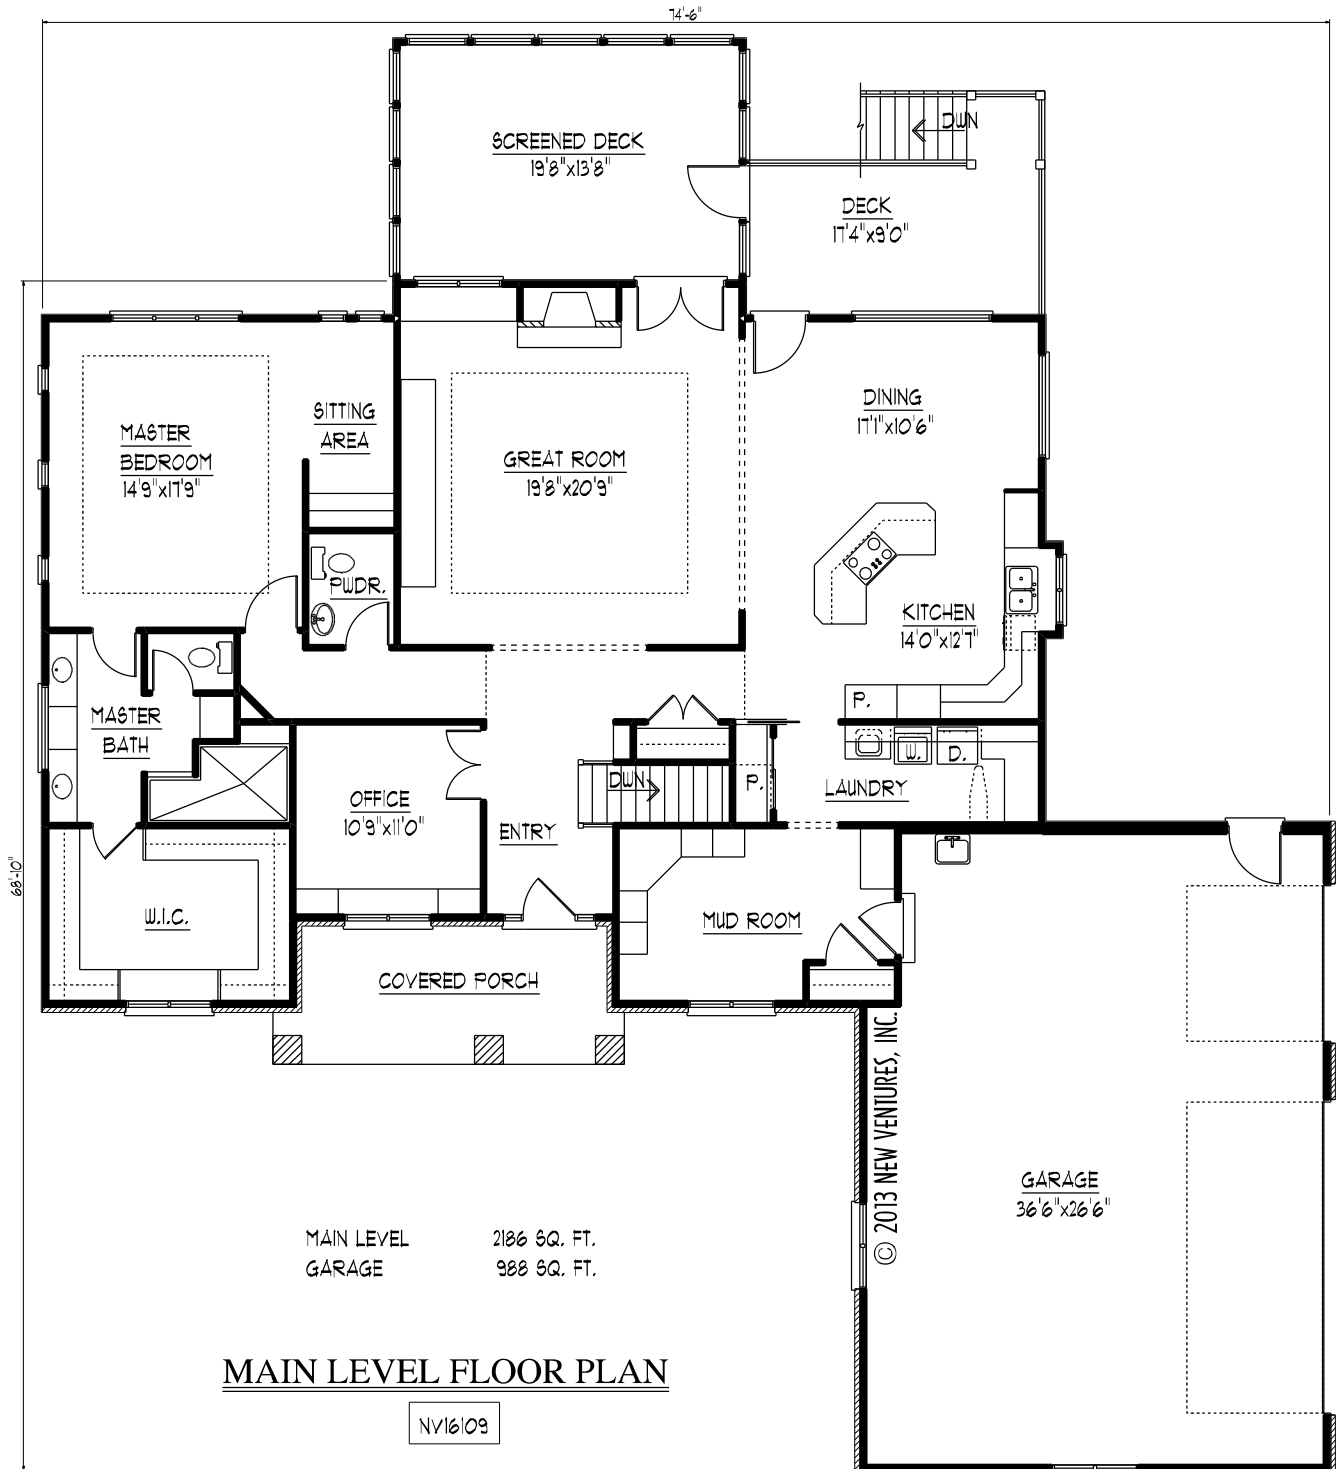 74'-6"
SCREENED DECK
19'8"x13'8"
DWN
DECK
17'4"x9'0"
DINING
17'1"x10'6"
SITTING
AREA
MASTER
BEDROOM
14'9"x17'9"
GREAT ROOM
19'8"x20'9"
PWDR.
KITCHEN
14'0"x12'7"
P.
MASTER
BATH
W.
D.
DWN
P.
LAUNDRY
OFFICE
10'9"x11'0"
ENTRY
68'-10"
W.I.C.
MUD ROOM
COVERED PORCH
© 2013 NEW VENTURES, INC.
GARAGE
36'6"x26'6"
MAIN LEVEL 2186 SQ. FT.
GARAGE 988 SQ. FT.
MAIN LEVEL FLOOR PLAN
NV16109